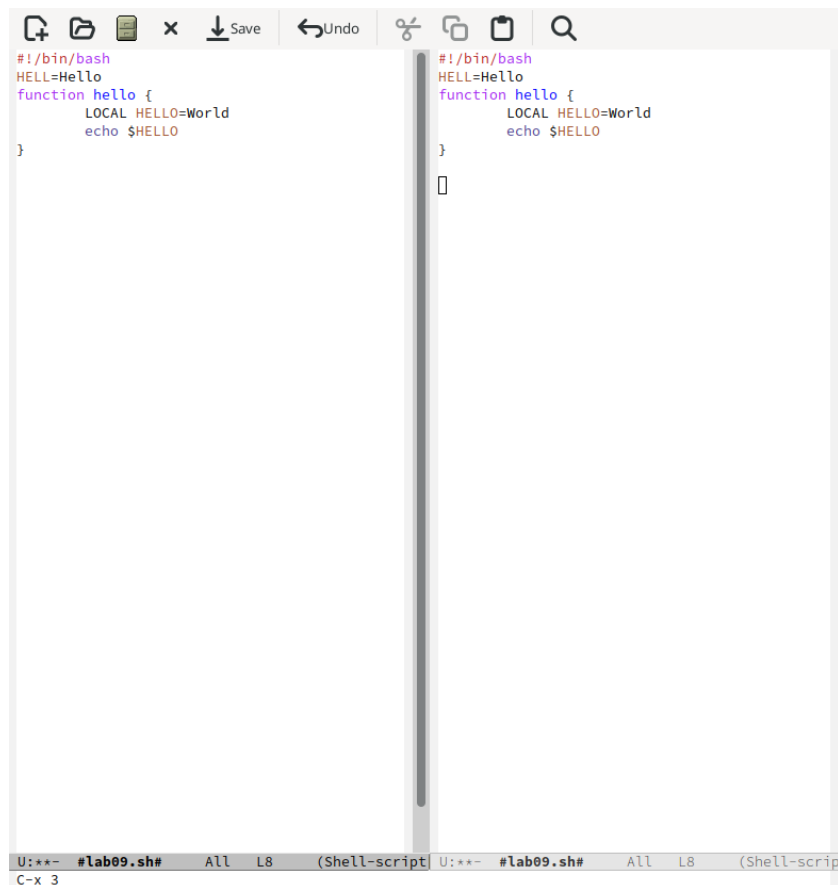 Save Undo
#!/bin/bash
HELL=Hello
function hello {
        LOCAL HELLO=World
        echo $HELLO
}
#!/bin/bash
HELL=Hello
function hello {
        LOCAL HELLO=World
        echo $HELLO
}
U:**-  #lab09.sh#     All   L8     (Shell-script
U:**-  #lab09.sh#     All   L8     (Shell-scrip
C-x 3